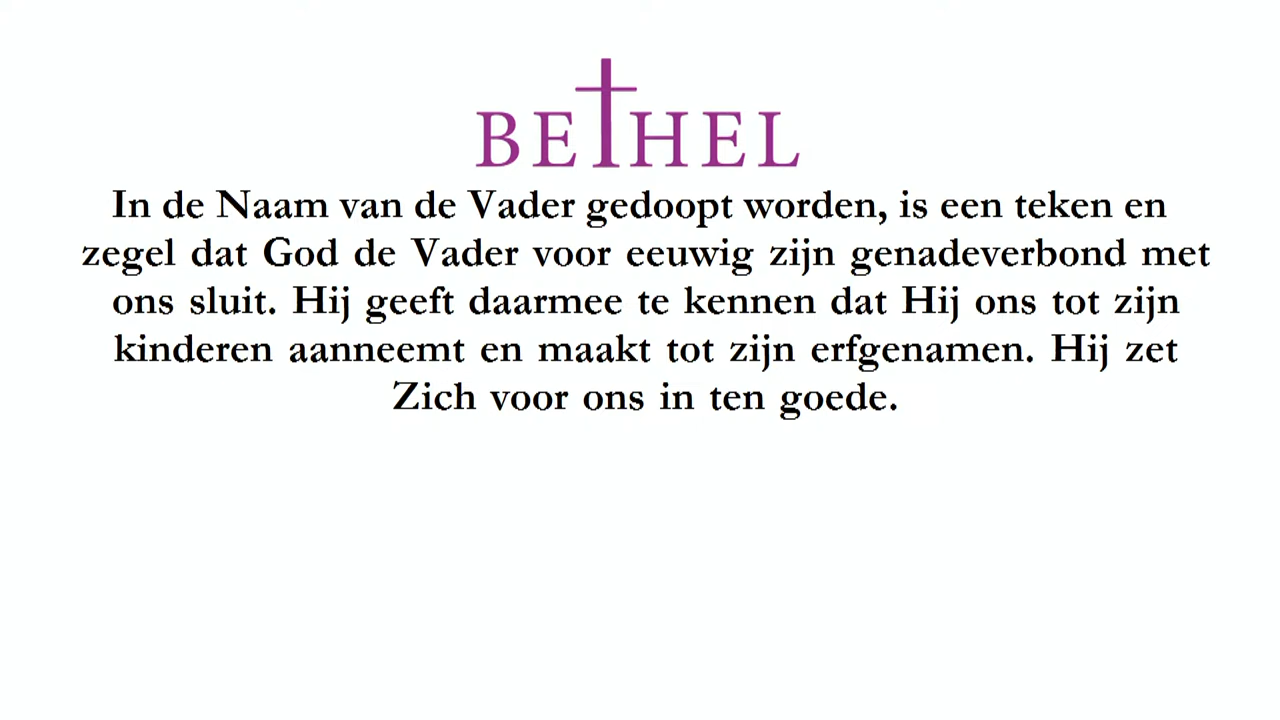 BETHEL
In de Naam van de Vader gedoopt worden, is een teken en
zegel dat God de Vader voor eeuwig zijn genadeverbond met
ons sluit. Hij geeft daarmee te kennen dat Hij ons tot zijn
kinderen aanneemt en maakt tot zijn erfgenamen. Hij zet
Zich voor ons in ten goede.